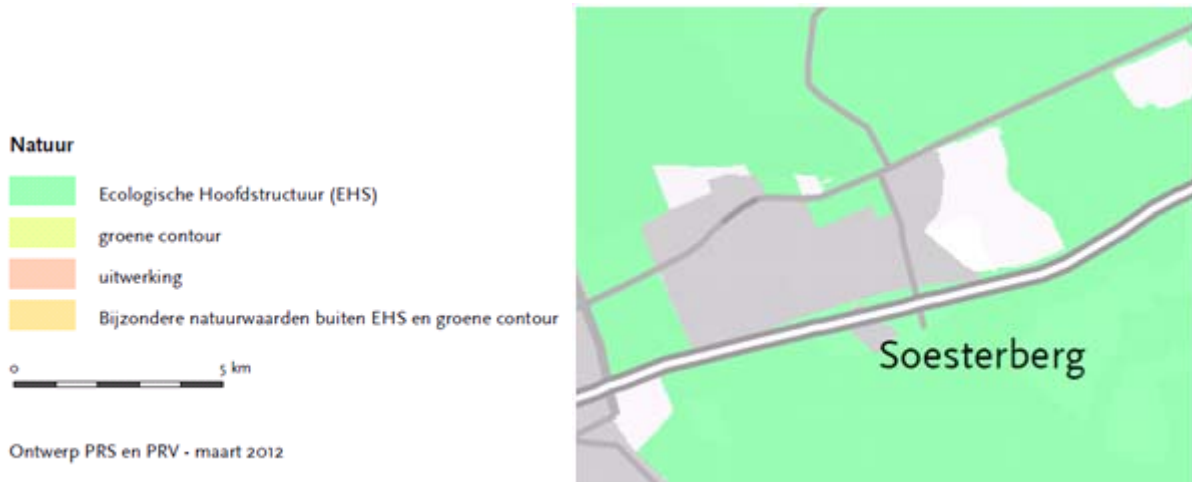 Natuur
Ecologische Hoofdstructuur (EHS)
groene contour
uitwerking
Bijzondere natuurwaarden buiten EHS en groene contour
0 5 km
Ontwerp PRS en PRV - maart 2012
Soesterberg